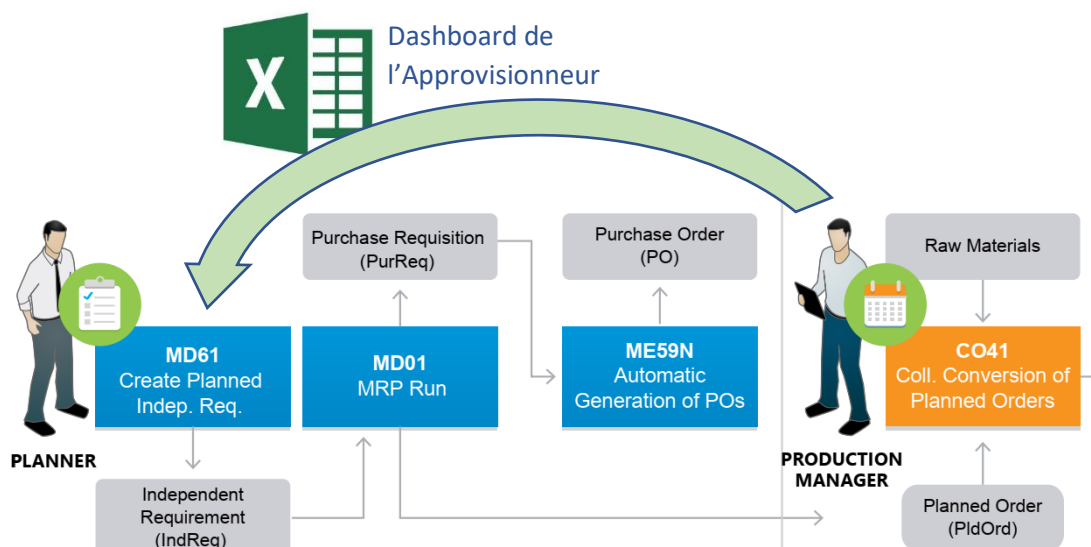 X
Dashboard de
l’Approvisionneur
Purchase Requisition
(PurReq)
Purchase Order
(PO)
Raw Materials
MD61
Create Planned
Indep. Req.
MD01
MRP Run
ME59N
Automatic
Generation of POs
CO41
Coll. Conversion of
Planned Orders
PLANNER
PRODUCTION
MANAGER
Independent
Requirement
(IndReq)
Planned Order
(PldOrd)